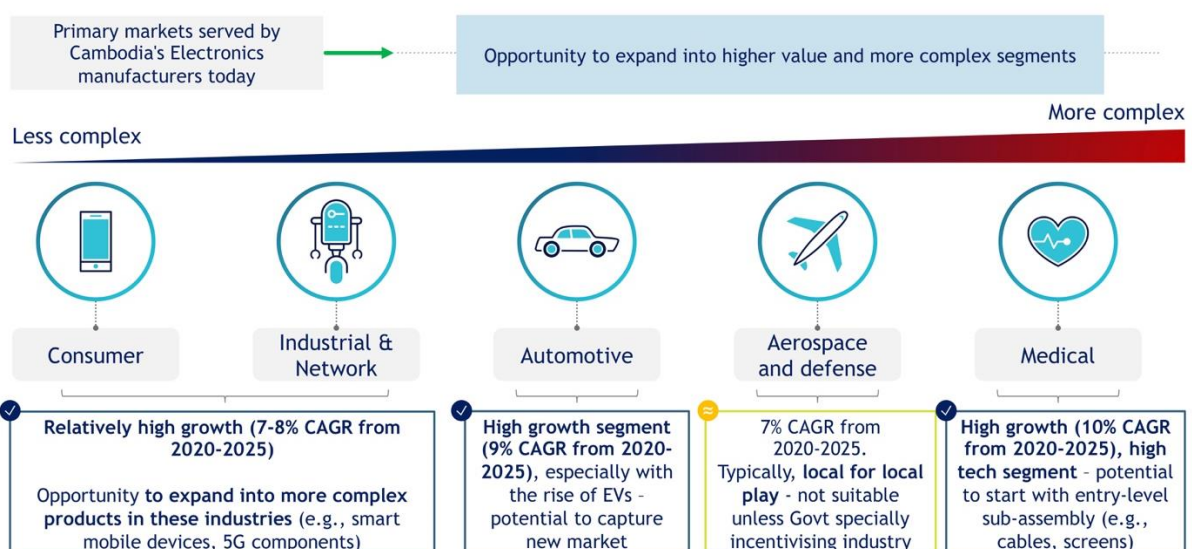 Primary markets served by
Cambodia's Electronics
manufacturers today
Opportunity to expand into higher value and more complex segments
Less complex
More complex
Consumer
Industrial &
Network
Automotive
Aerospace
and defense
Medical
Relatively high growth (7-8% CAGR from
2020-2025)
Opportunity to expand into more complex
products in these industries (e.g., smart
mobile devices, 5G components)
High growth segment
(9% CAGR from 2020-
2025), especially with
the rise of EVs –
potential to capture
new market
≈
7% CAGR from
2020-2025.
Typically, local for local
play - not suitable
unless Govt specially
incentivising industry
High growth (10% CAGR
from 2020-2025), high
tech segment – potential
to start with entry-level
sub-assembly (e.g.,
cables, screens)